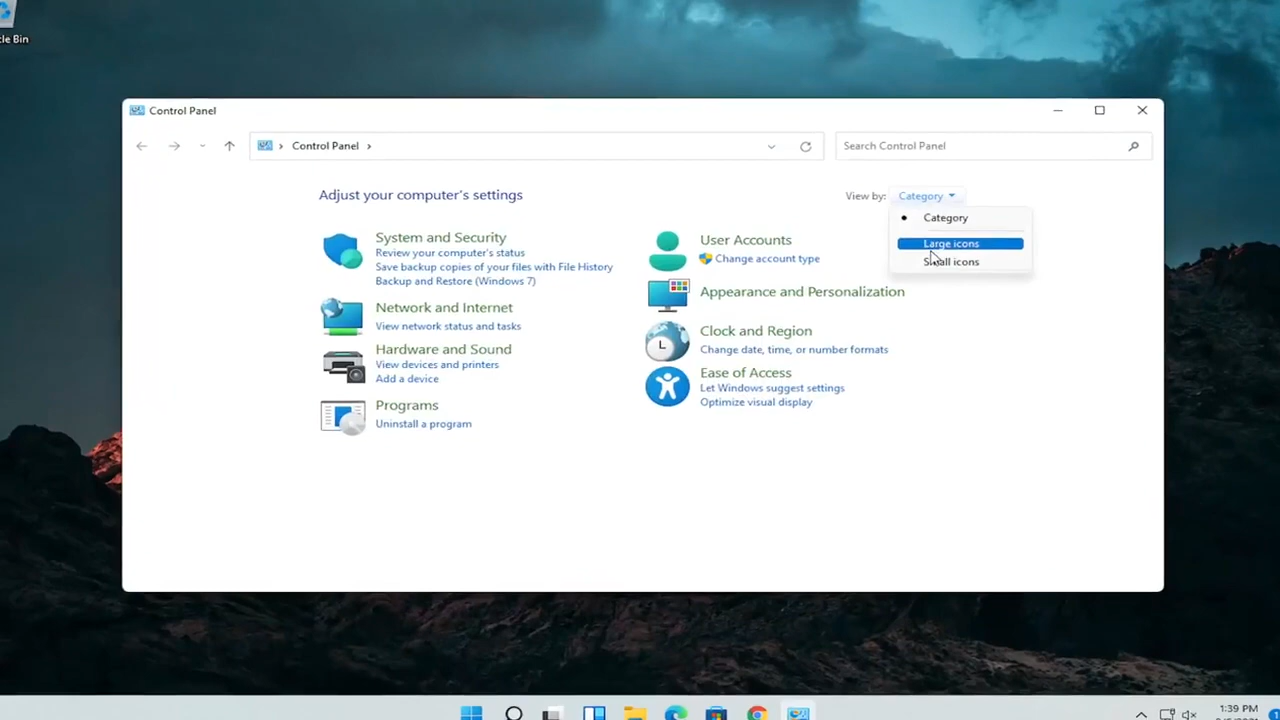 cle Bin
Control Panel
Control Panel
Search Control Panel
Adjust your computer's settings
View by: Category
Category
Large icons
Small icons
System and Security
Review your computer's status
Save backup copies of your files with File History
Backup and Restore (Windows 7)
Network and Internet
View network status and tasks
Hardware and Sound
View devices and printers
Add a device
Programs
Uninstall a program
User Accounts
Change account type
Appearance and Personalization
Clock and Region
Change date, time, or number formats
Ease of Access
Let Windows suggest settings
Optimize visual display
1:39 PM